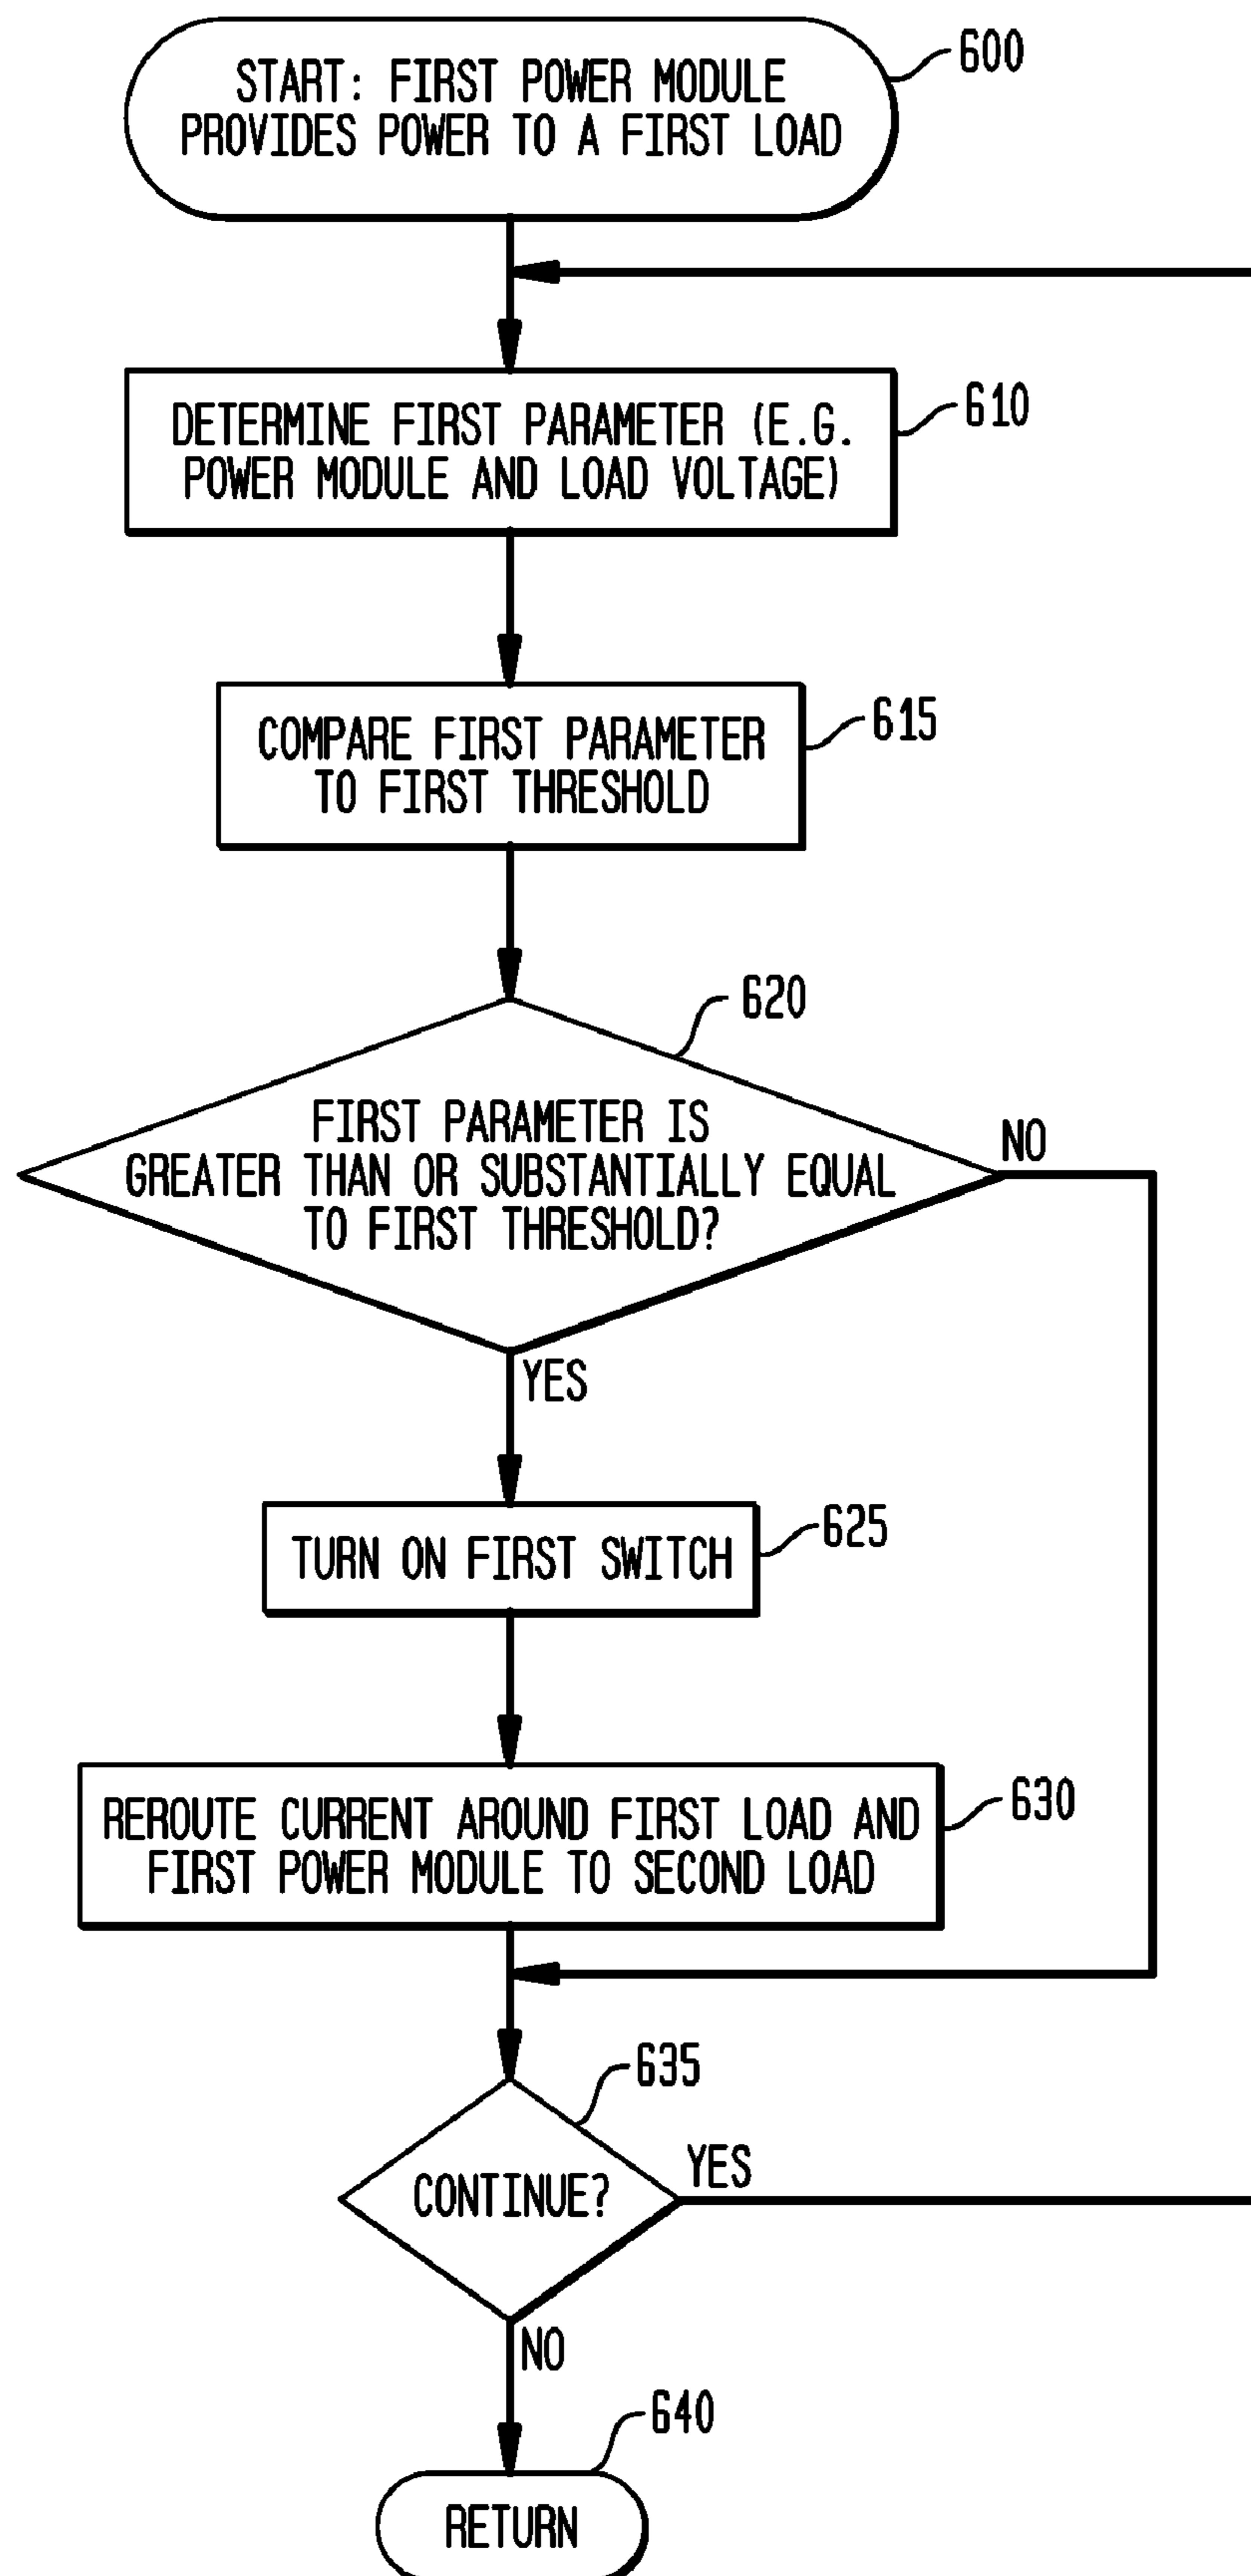 START: FIRST POWER MODULE
PROVIDES POWER TO A FIRST LOAD
600
DETERMINE FIRST PARAMETER (E.G.
POWER MODULE AND LOAD VOLTAGE)
610
COMPARE FIRST PARAMETER
TO FIRST THRESHOLD
615
620
FIRST PARAMETER IS
GREATER THAN OR SUBSTANTIALLY EQUAL
TO FIRST THRESHOLD?
NO
YES
TURN ON FIRST SWITCH
625
REROUTE CURRENT AROUND FIRST LOAD AND
FIRST POWER MODULE TO SECOND LOAD
630
635
CONTINUE?
YES
NO
640
RETURN